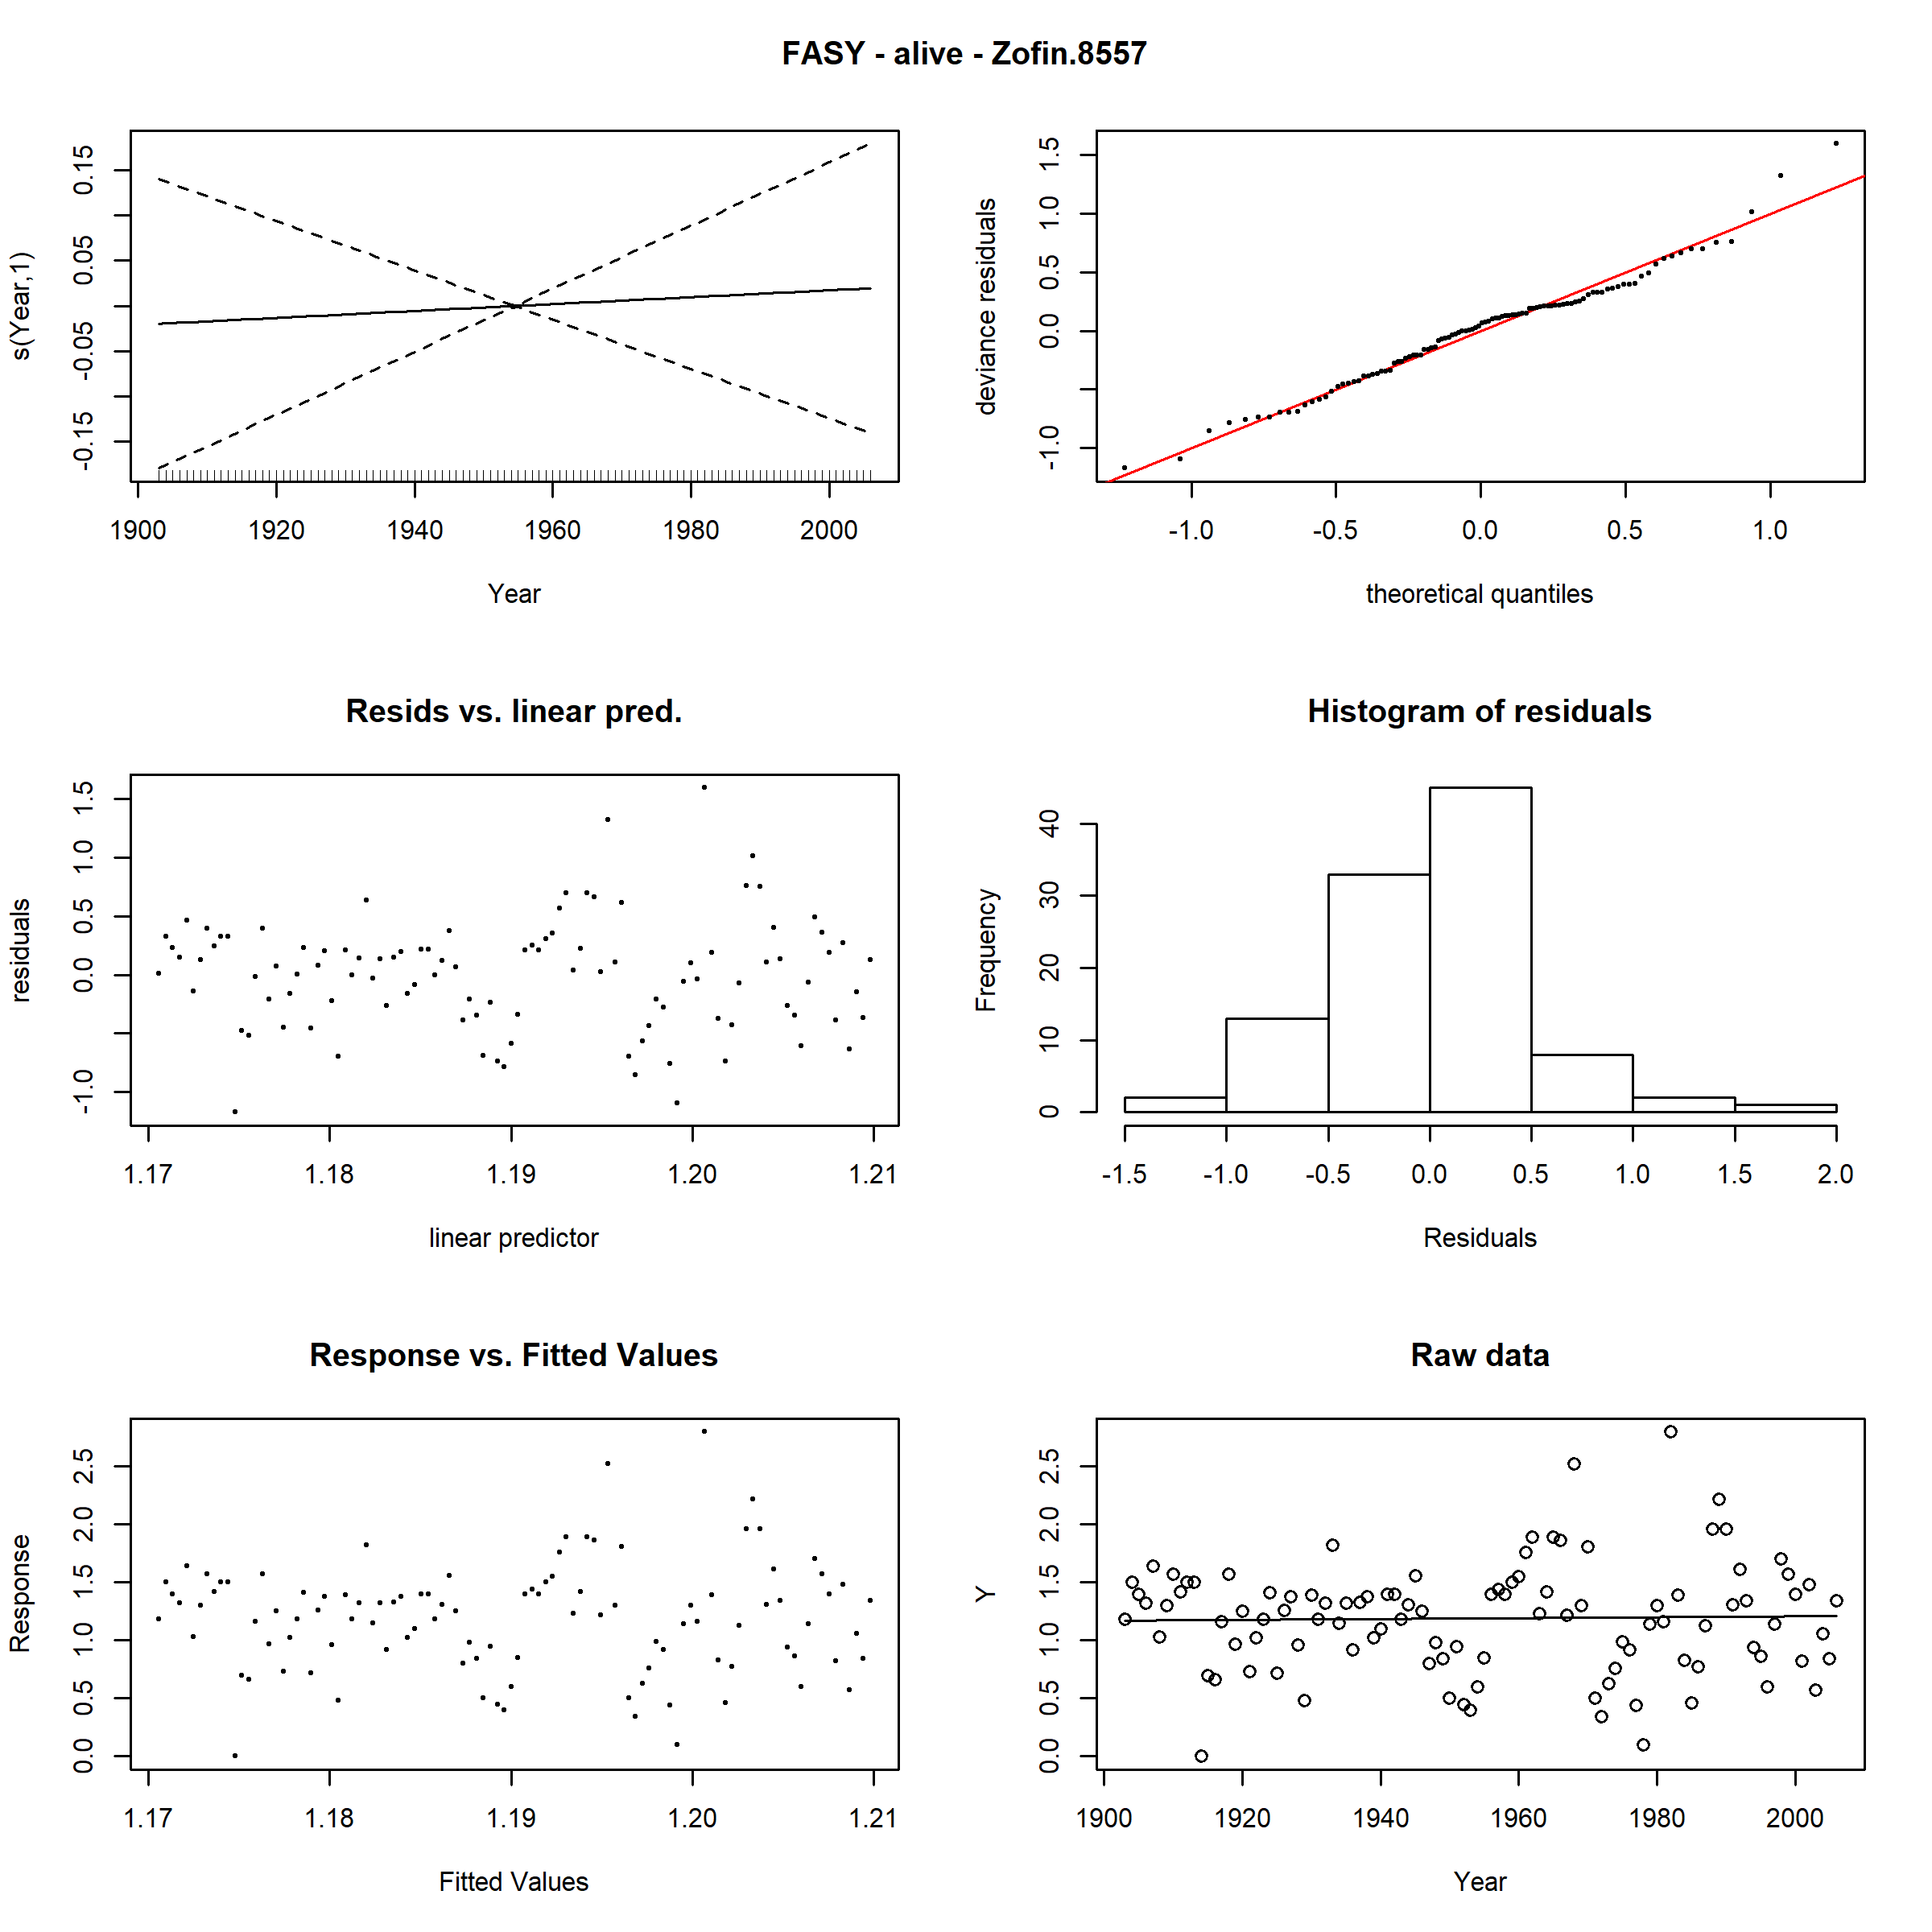 FASY - alive - Zofin.8557
s(Year,1)
-0.15 -0.05 0.05 0.15
1900 1920 1940 1960 1980 2000
Year
deviance residuals
-1.0 0.0 0.5 1.0 1.5
-1.0 -0.5 0.0 0.5 1.0
theoretical quantiles
Resids vs. linear pred.
residuals
-1.0 0.0 0.5 1.0 1.5
1.17 1.18 1.19 1.20 1.21
linear predictor
Histogram of residuals
Frequency
0 10 20 30 40
-1.5 -1.0 -0.5 0.0 0.5 1.0 1.5 2.0
Residuals
Response vs. Fitted Values
Response
0.0 0.5 1.0 1.5 2.0 2.5
1.17 1.18 1.19 1.20 1.21
Fitted Values
Raw data
Y
0.0 0.5 1.0 1.5 2.0 2.5
1900 1920 1940 1960 1980 2000
Year